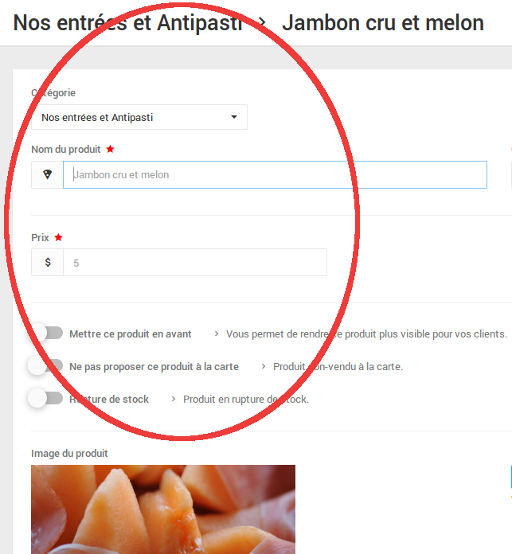 Nos entrées et Antipasti > Jambon cru et melon
Catégorie
Nos entrées et Antipasti
Nom du produit ★
Jambon cru et melon
Prix ★
$ 5
Mettre ce produit en avant > Vous permet de rendre ce produit plus visible pour vos clients.
Ne pas proposer ce produit à la carte > Produit non-vendu à la carte.
Rupture de stock > Produit en rupture de stock.
Image du produit